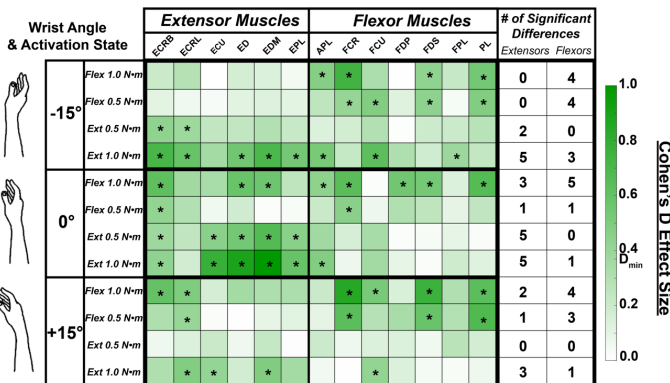 Wrist Angle & Activation State
Extensor Muscles
Flexor Muscles
# of Significant Differences
ECRB ECRL ECU ED EDM EPL APL FCR FCU FDP FDS FPL PL
Extensors Flexors
-15°
Flex 1.0 N•m * * * * 0 4
Flex 0.5 N•m * * * * 0 4
Ext 0.5 N•m * * 2 0
Ext 1.0 N•m * * * * * * * * 5 3
0°
Flex 1.0 N•m * * * * * * * * 3 5
Flex 0.5 N•m * * 1 1
Ext 0.5 N•m * * * * * 5 0
Ext 1.0 N•m * * * * * * 5 1
+15°
Flex 1.0 N•m * * * * * * 2 4
Flex 0.5 N•m * * * * 1 3
Ext 0.5 N•m 0 0
Ext 1.0 N•m * * * * 3 1
1.0
0.8
0.6
0.4
Dmin
0.2
0.0
Cohen's D Effect Size